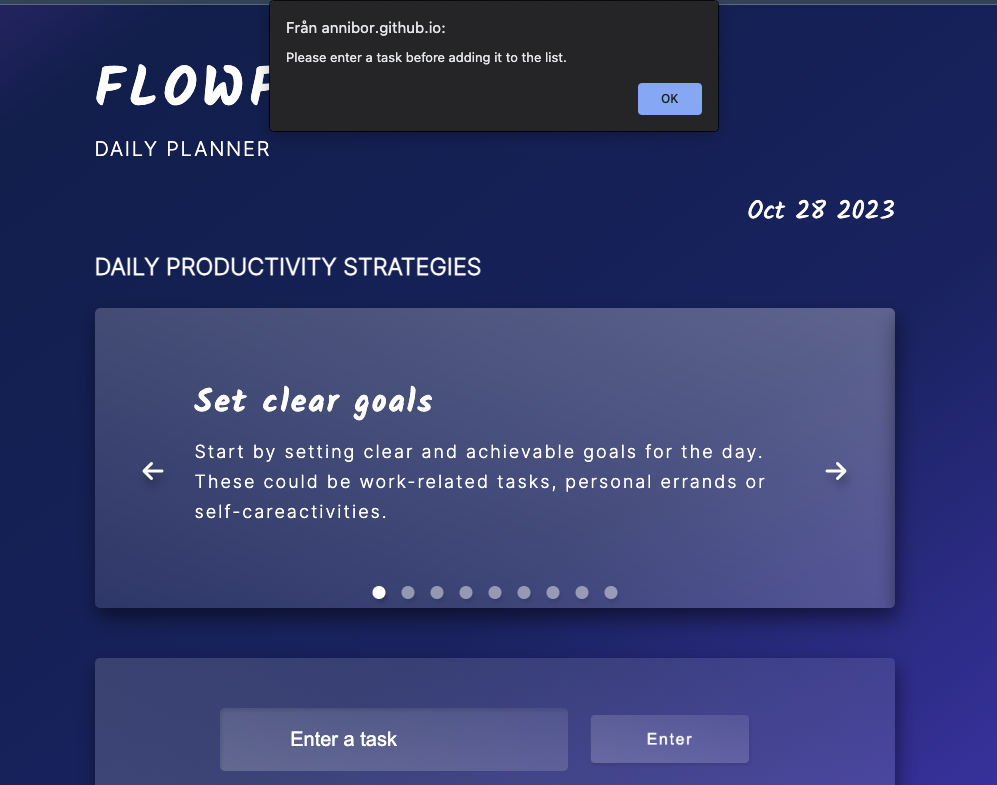 Från annibor.github.io:
Please enter a task before adding it to the list.
OK
DAILY PLANNER
Oct 28 2023
DAILY PRODUCTIVITY STRATEGIES
Set clear goals
Start by setting clear and achievable goals for the day.
These could be work-related tasks, personal errands or
self-careactivities.
Enter a task
Enter